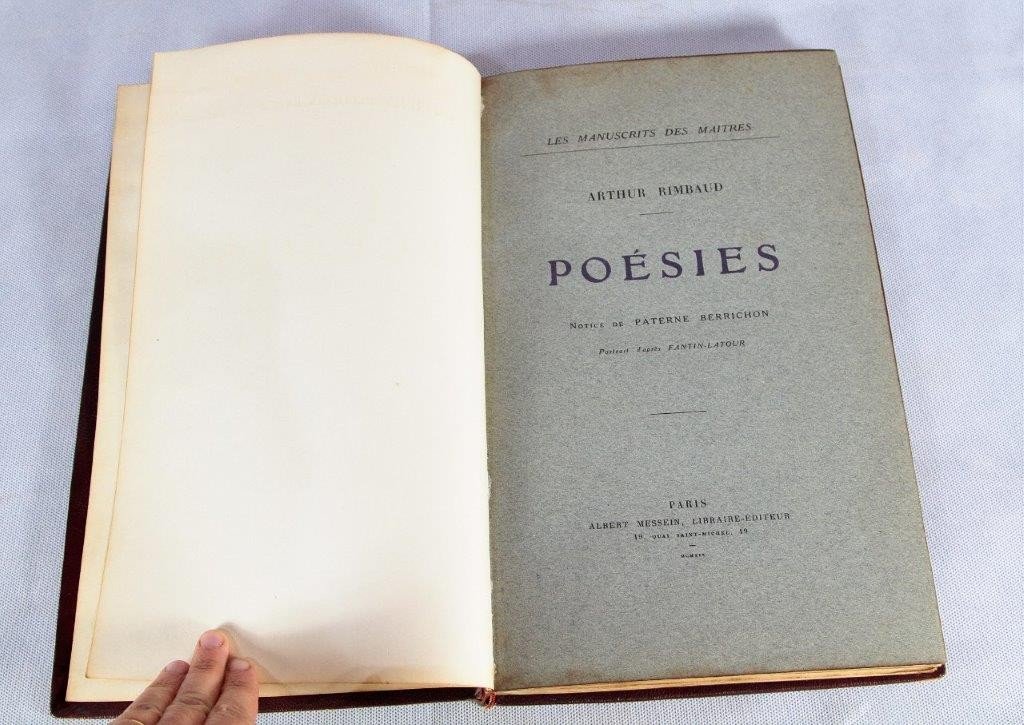 LES MANUSCRITS DES MAITRES
ARTHUR RIMBAUD
POÉSIES
NOTICE DE PATERNE BERRICHON
Portrait d'après FANTIN-LATOUR
PARIS
ALBERT MESSEIN, LIBRAIRE-ÉDITEUR
19, QUAI SAINT-MICHEL, 19